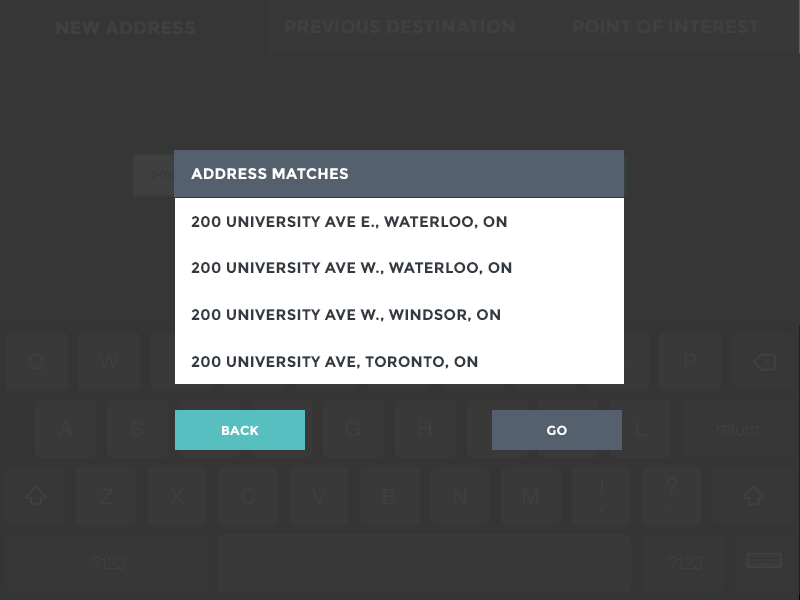 NEW ADDRESS
PREVIOUS DESTINATION
POINT OF INTEREST
200
ADDRESS MATCHES
200 UNIVERSITY AVE E., WATERLOO, ON
200 UNIVERSITY AVE W., WATERLOO, ON
200 UNIVERSITY AVE W., WINDSOR, ON
200 UNIVERSITY AVE, TORONTO, ON
Q W P
BACK
GO
A S G H L return
Z X C V B N M ! ?
.?123 .?123